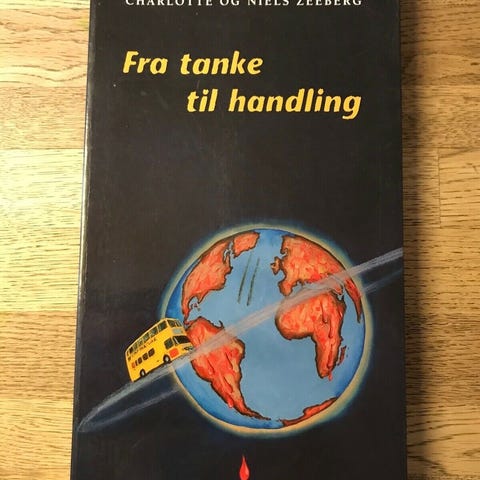 CHARLOTTE OG NIELS ZEEBERG
Fra tanke
til handling